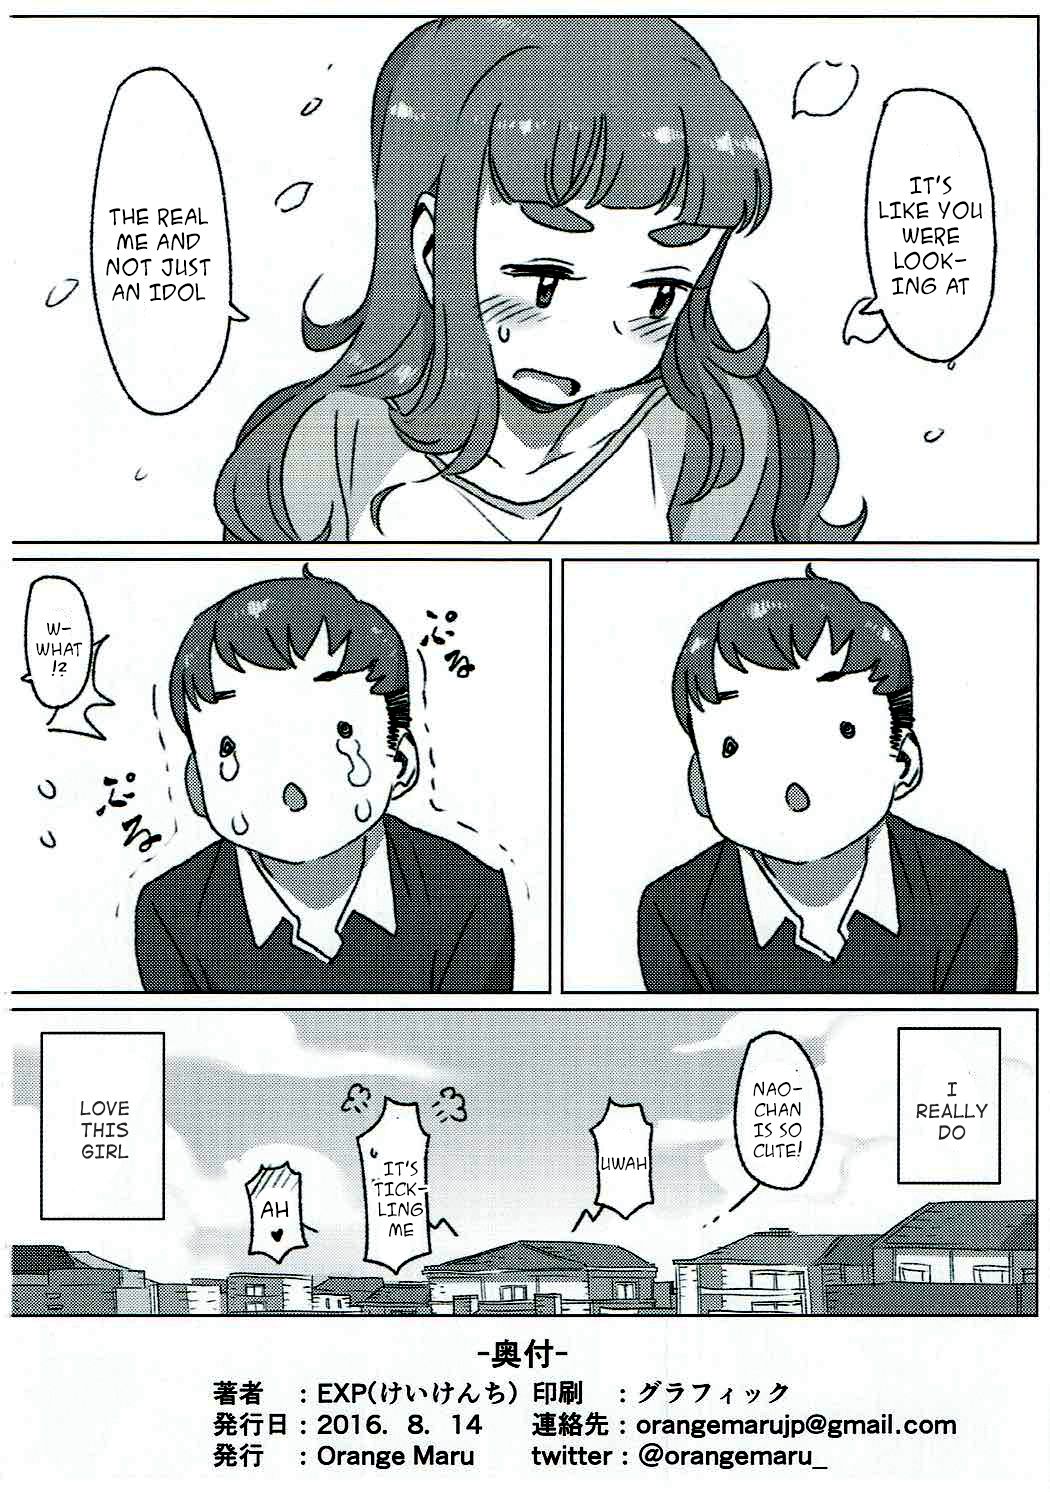 IT'S
LIKE YOU
WERE
LOOK-
ING AT
THE REAL
ME AND
NOT JUST
AN IDOL
ぷる
ぷる
W-
WHAT
!?
I
REALLY
DO
NAO-
CHAN
IS SO
CUTE!
UWAH
IT'S
TICK-
LING
ME
AH
♥
LOVE
THIS
GIRL
-奥付-
著者 : EXP(けいけんち) 印刷 : グラフィック
発行日 : 2016. 8. 14 連絡先 : orangemarujp@gmail.com
発行 : Orange Maru twitter : @orangemaru_